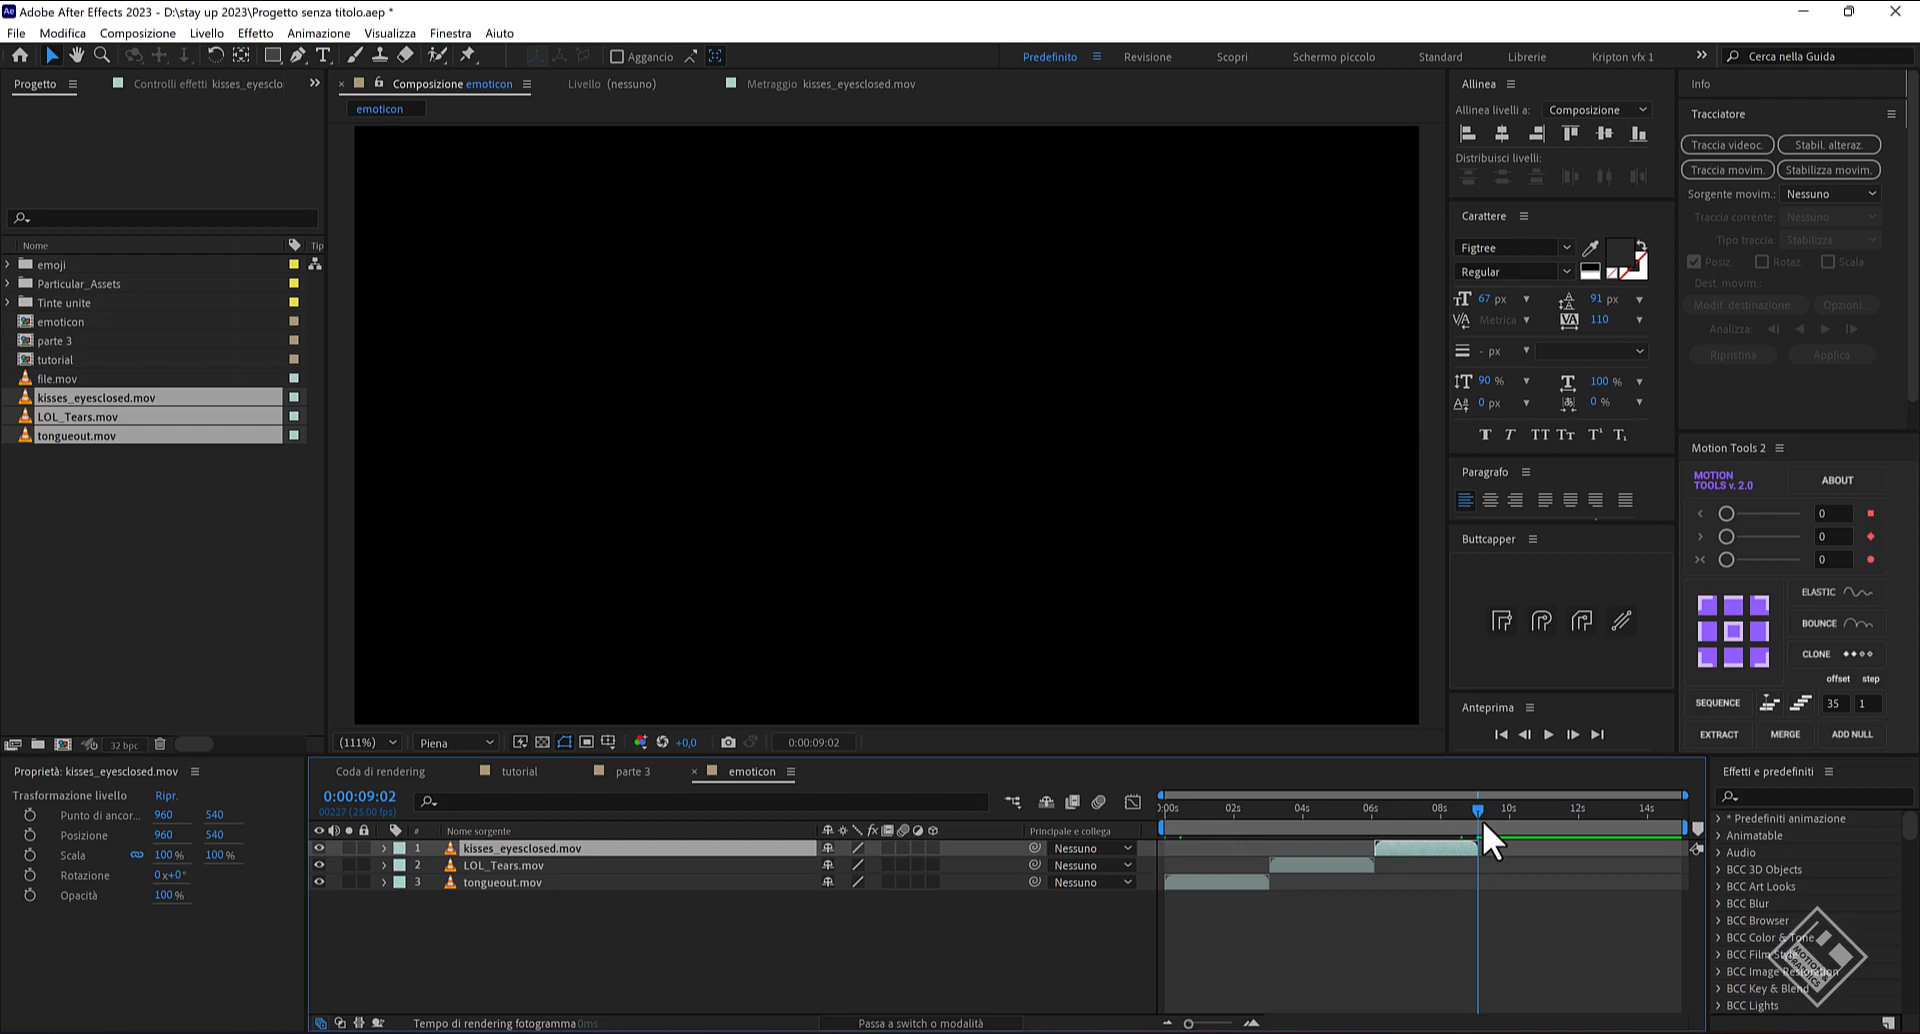 Adobe After Effects 2023 - D:\stay up 2023\Progetto senza titolo.aep *
File Modifica Composizione Livello Effetto Animazione Visualizza Finestra Aiuto
Aggancio
Predefinito Revisione Scopri Schermo piccolo Standard Librerie Kripton vfx 1 Cerca nella Guida
Progetto Controlli effetti kisses_eyesclo
Composizione emoticon Livello (nessuno) Metraggio kisses_eyesclosed.mov
emoticon
Nome Tip
emoji
Particular_Assets
Tinte unite
emoticon
parte 3
tutorial
file.mov
kisses_eyesclosed.mov
LOL_Tears.mov
tongueout.mov
32 bpc
(111%) Piena +0,0 0:00:09:02
Allinea
Allinea livelli a: Composizione
Distribuisci livelli:
Carattere
Figtree
Regular
67 px 91 px
Metrica 110
- px
90 % 100 %
0 px 0 %
T T TT Tт T¹ T₁
Paragrafo
Buttcapper
Anteprima
Info
Tracciatore
Traccia videoc. Stabil. alteraz.
Traccia movim. Stabilizza movim.
Sorgente movim.: Nessuno
Traccia corrente: Nessuno
Tipo traccia: Stabilizza
Posiz. Rotaz. Scala
Dest. movim.:
Modif. destinazione... Opzioni...
Analizza:
Ripristina Applica
Motion Tools 2
MOTION
TOOLS v. 2.0
ABOUT
0
0
0
ELASTIC
BOUNCE
CLONE
offset step
SEQUENCE 35 1
EXTRACT MERGE ADD NULL
Proprietà: kisses_eyesclosed.mov
Trasformazione livello Ripr.
Punto di ancor... 960 540
Posizione 960 540
Scala 100 % 100 %
Rotazione 0x+0°
Opacità 100 %
Coda di rendering tutorial parte 3 emoticon
0:00:09:02
00227 (25.00 fps)
):00s 02s 04s 06s 08s 10s 12s 14s
# Nome sorgente fx Principale e collega
1 kisses_eyesclosed.mov Nessuno
2 LOL_Tears.mov Nessuno
3 tongueout.mov Nessuno
Tempo di rendering fotogramma 0ms Passa a switch o modalità
Effetti e predefiniti
* Predefiniti animazione
Animatable
Audio
BCC 3D Objects
BCC Art Looks
BCC Blur
BCC Browser
BCC Color & Tone
BCC Film Style
BCC Image Restoration
BCC Key & Blend
BCC Lights